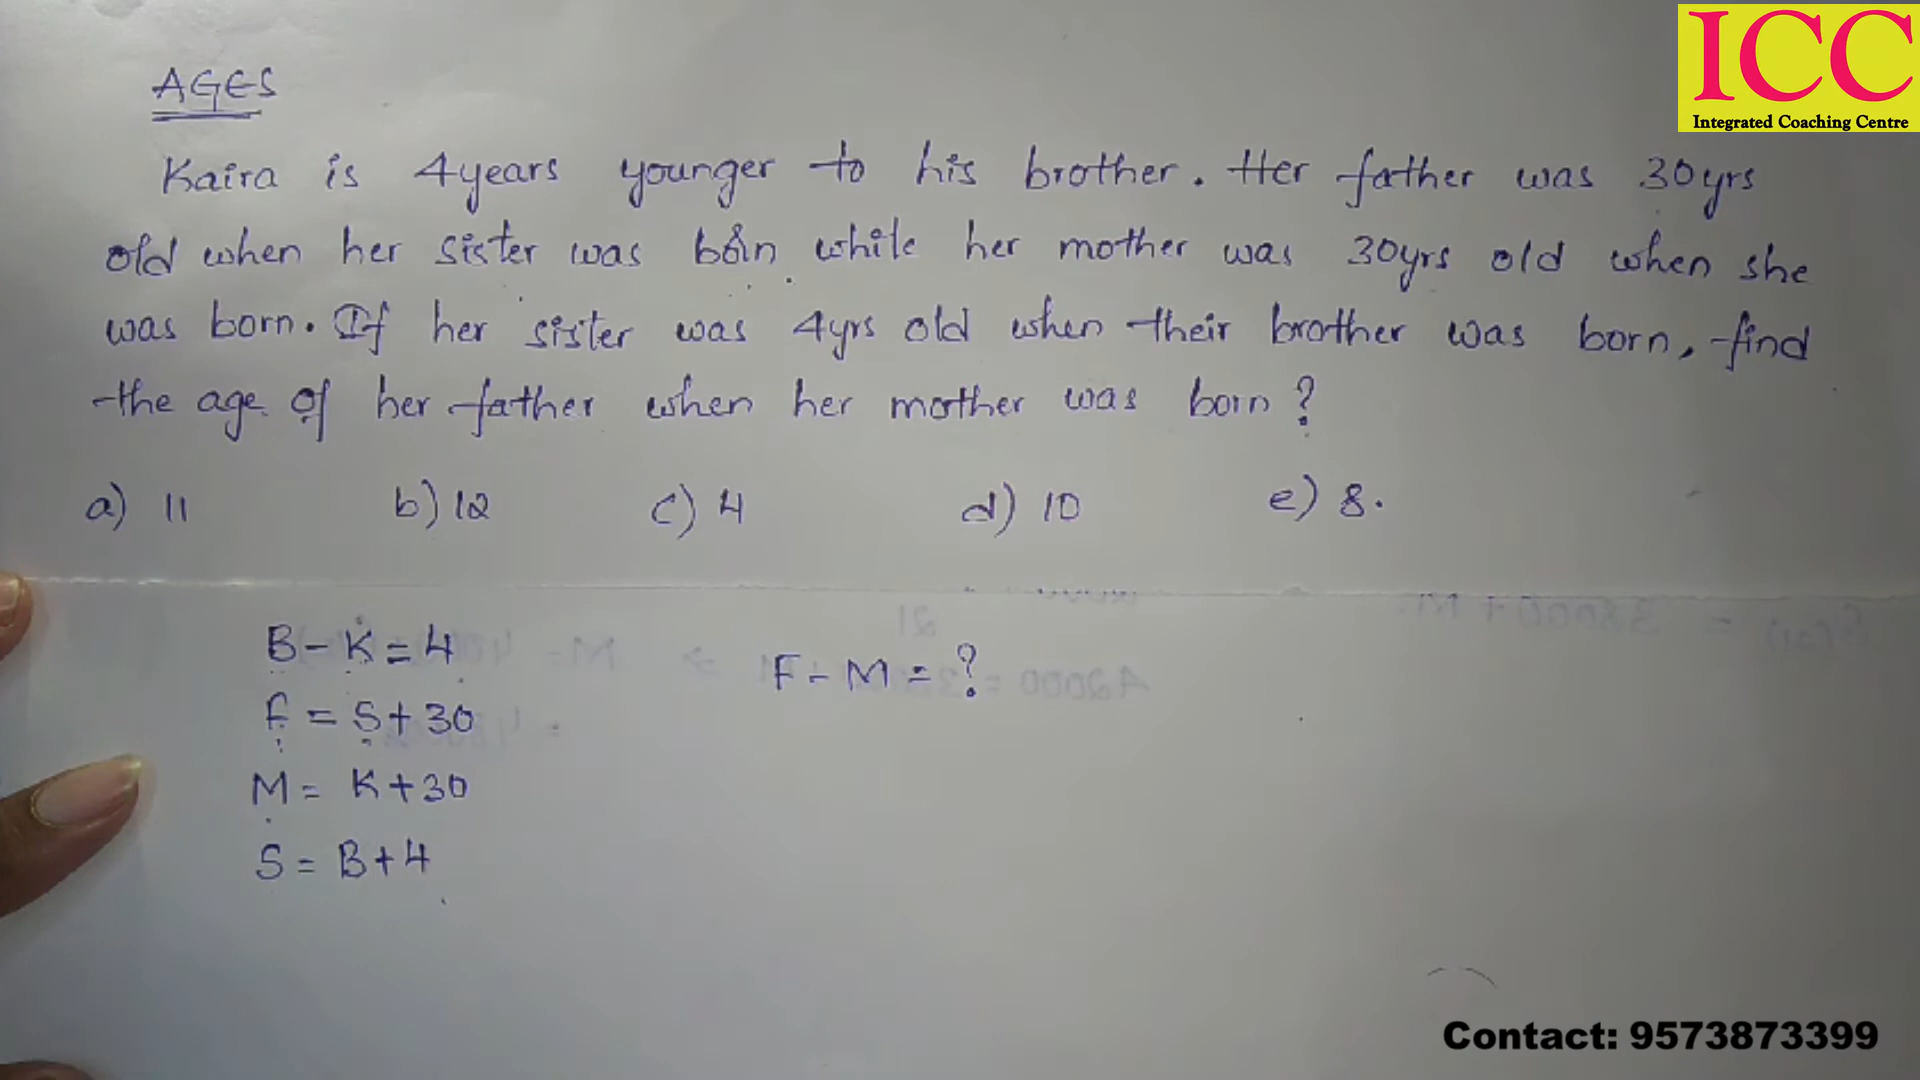 ICC
Integrated Coaching Centre
AGES
Kaira is 4years younger to his brother. Her father was 30yrs
old when her sister was born while her mother was 30yrs old when she
was born. If her sister was 4yrs old when their brother was born, find
the age of her father when her mother was born?
a) 11 b) 12 c) 4 d) 10 e) 8.
B - K = 4
F - M = ?
F = S + 30
M = K + 30
S = B + 4
Contact: 9573873399